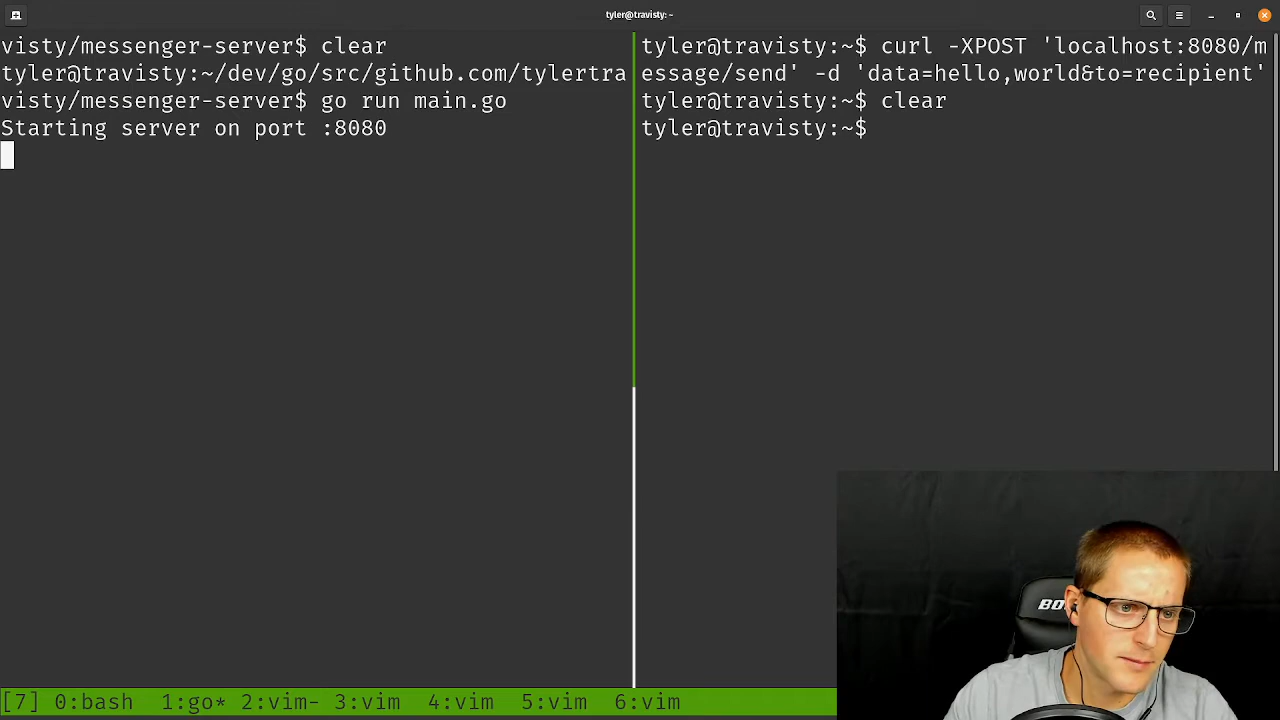 tyler@travisty: ~
visty/messenger-server$ clear
tyler@travisty:~/dev/go/src/github.com/tylertra
visty/messenger-server$ go run main.go
Starting server on port :8080
tyler@travisty:~$ curl -XPOST 'localhost:8080/m
essage/send' -d 'data=hello,world&to=recipient'
tyler@travisty:~$ clear
tyler@travisty:~$
[7] 0:bash 1:go* 2:vim- 3:vim 4:vim 5:vim 6:vim